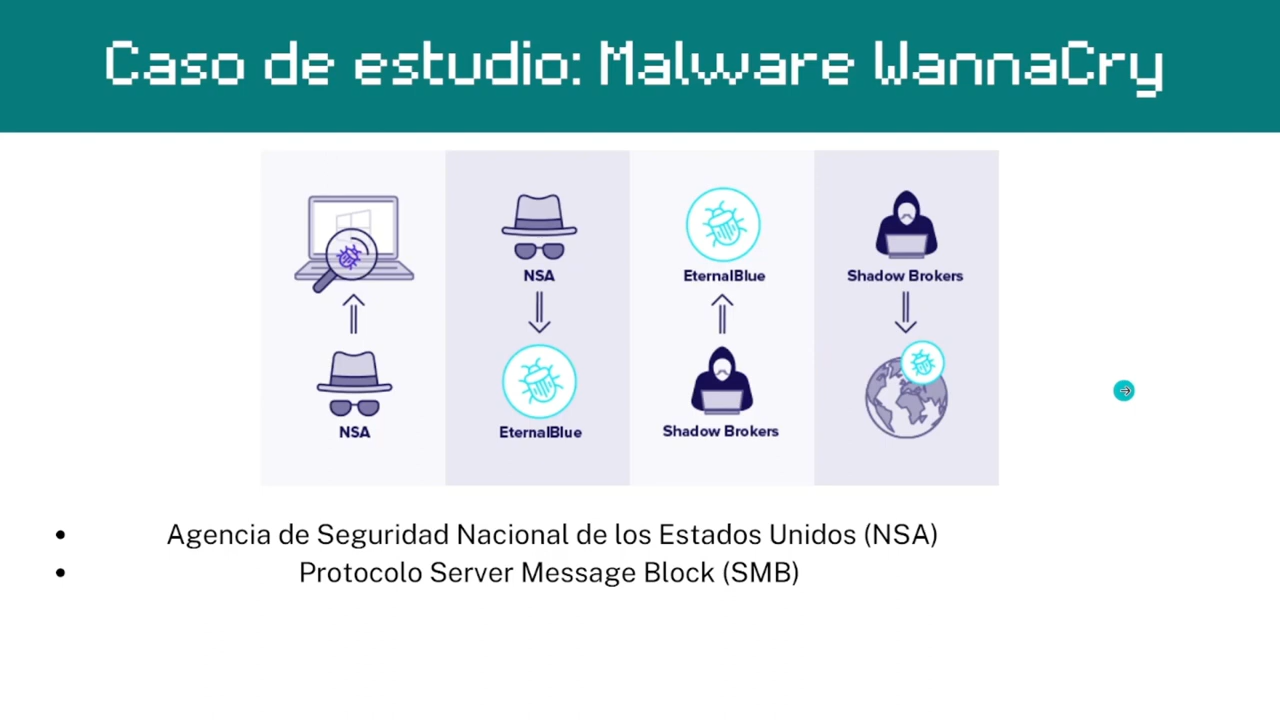 Caso de estudio: Malware WannaCry
NSA
NSA
EternalBlue
EternalBlue
Shadow Brokers
Shadow Brokers
• Agencia de Seguridad Nacional de los Estados Unidos (NSA)
• Protocolo Server Message Block (SMB)